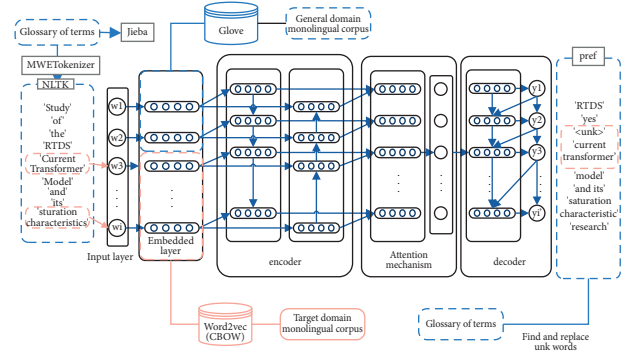 Glossary of terms
Jieba
Glove
General domain
monolingual corpus
MWETokenizer
NLTK
'Study'
'of'
'the'
'RTDS'
'Current
Transformer'
'Model'
'and'
'its'
'saturation
characteristics'
w1
w2
w3
wi
Input layer
Embedded
layer
encoder
Attention
mechanism
y1
y2
y3
yi
decoder
pref
'RTDS'
'yes'
'<unk>'
'current
transformer'
'model'
'and its'
'saturation
characteristic'
'research'
Word2vec
(CBOW)
Target domain
monolingual corpus
Glossary of terms
Find and replace
unk words